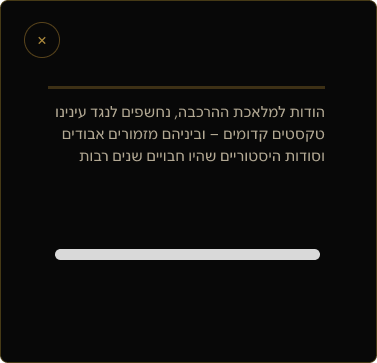 הודות למלאכת ההרכבה, נחשפים לנגד עינינו
טקסטים קדומים – וביניהם מזמורים אבודים
וסודות היסטוריים שהיו חבויים שנים רבות